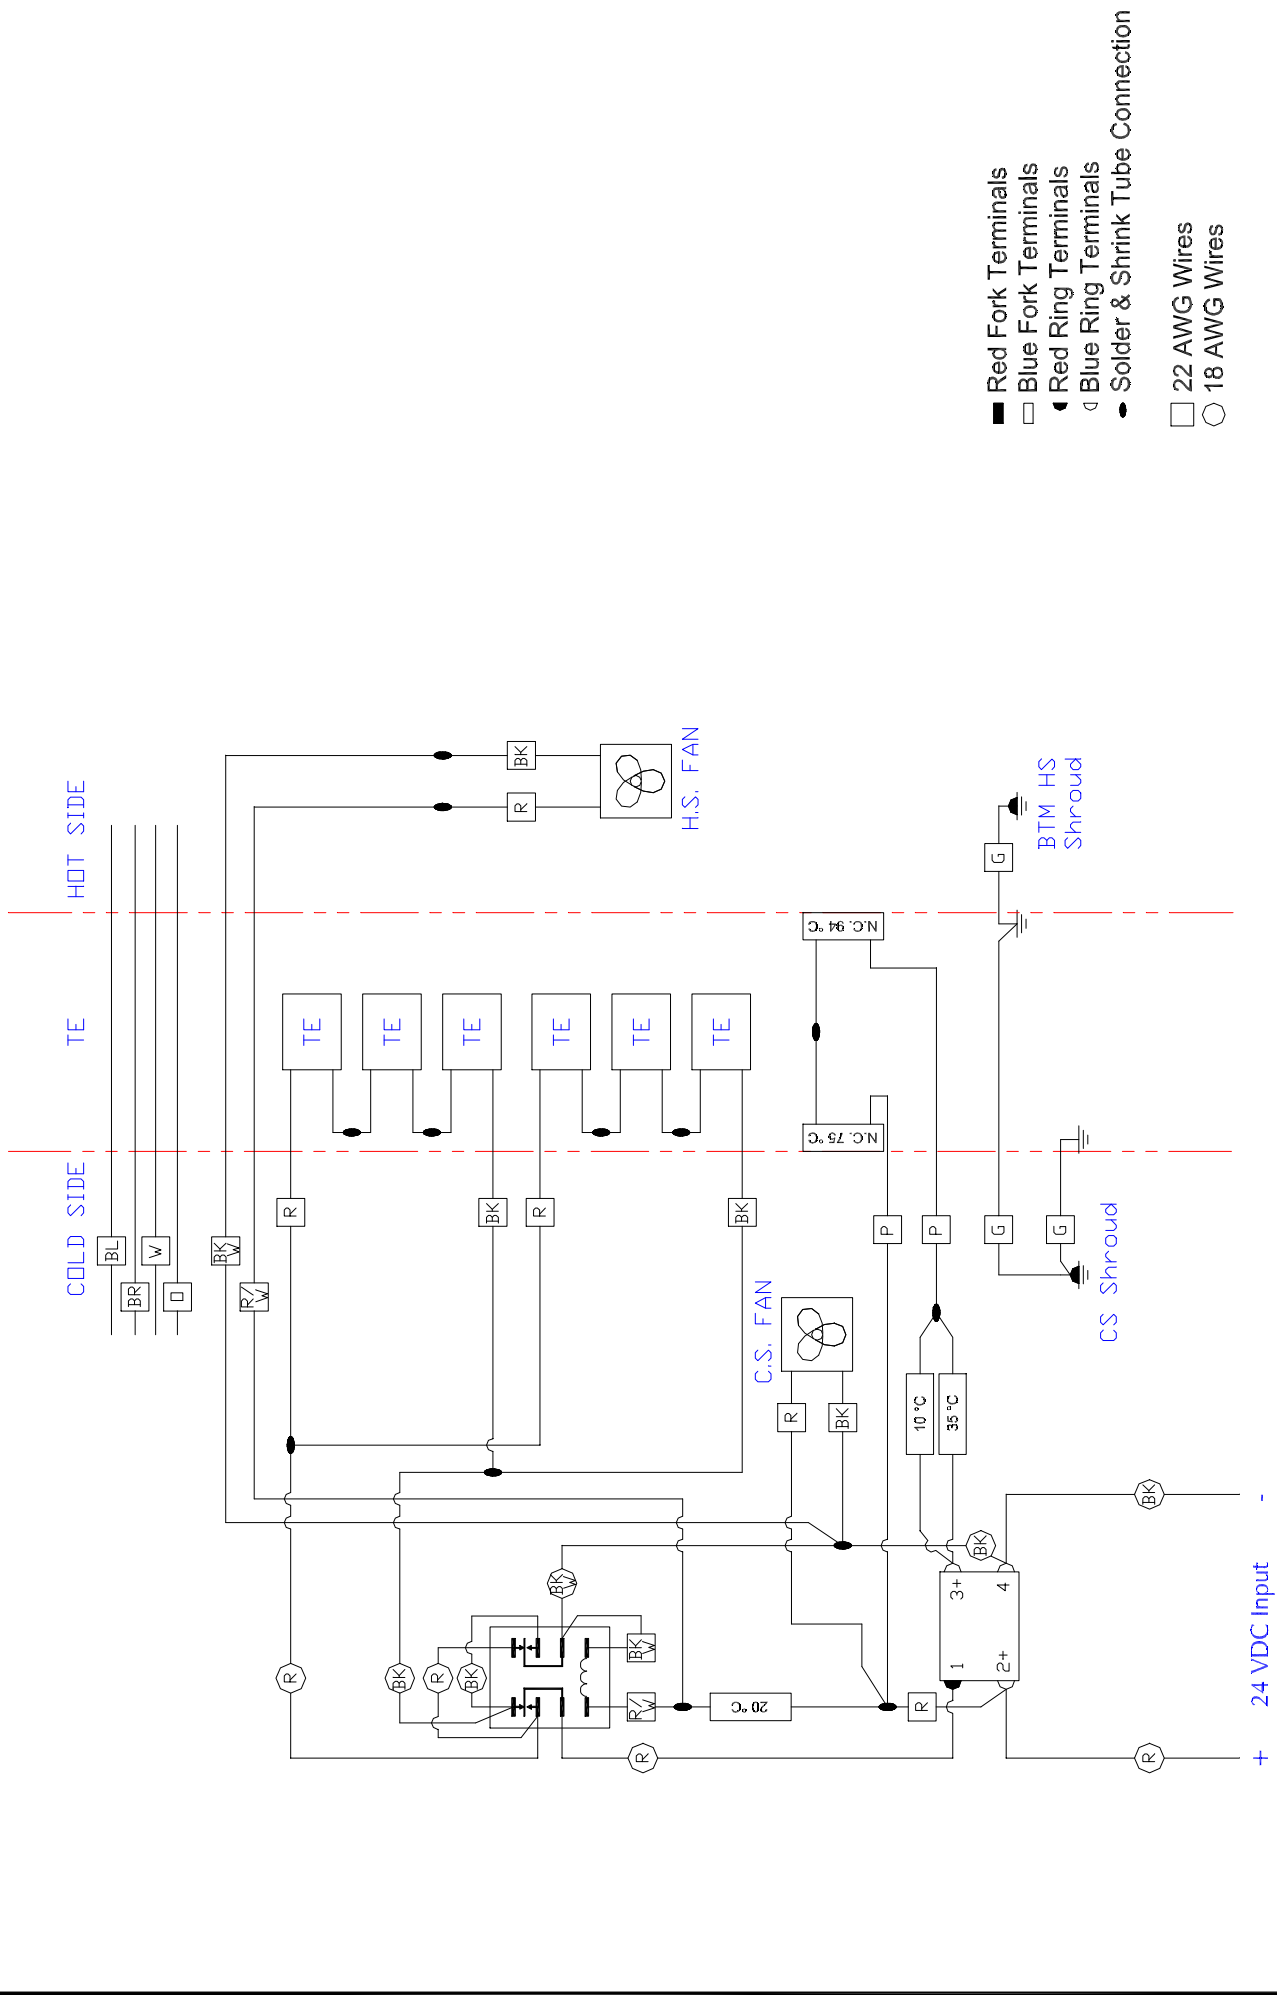 COLD SIDE
TE
HOT SIDE
BL
BR
W
O
BK/W
R/W
R
BK
R
BK
TE
TE
TE
TE
TE
TE
BK
R
H.S. FAN
R
BK
R
BK
BK/W
R/W
BK/W
R
20 °C
R
C.S. FAN
R
BK
N.C. 75 °C
N.C. 94 °C
P
P
10 °C
35 °C
G
G
G
CS Shroud
BTM HS
Shroud
1
2+
3+
4
BK
R
BK
+ 24 VDC Input -
Red Fork Terminals
Blue Fork Terminals
Red Ring Terminals
Blue Ring Terminals
Solder & Shrink Tube Connection
22 AWG Wires
18 AWG Wires